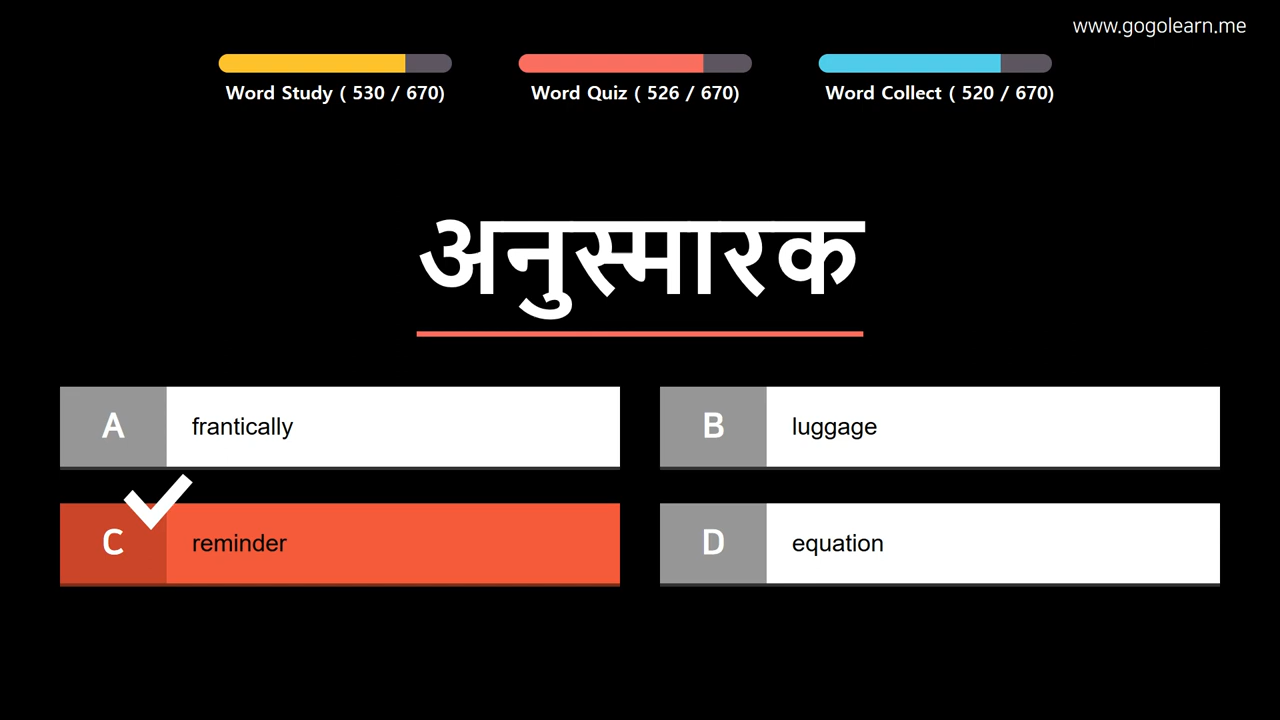 www.gogolearn.me
Word Study ( 530 / 670)
Word Quiz ( 526 / 670)
Word Collect ( 520 / 670)
अनुस्मारक
A frantically
B luggage
C reminder
D equation